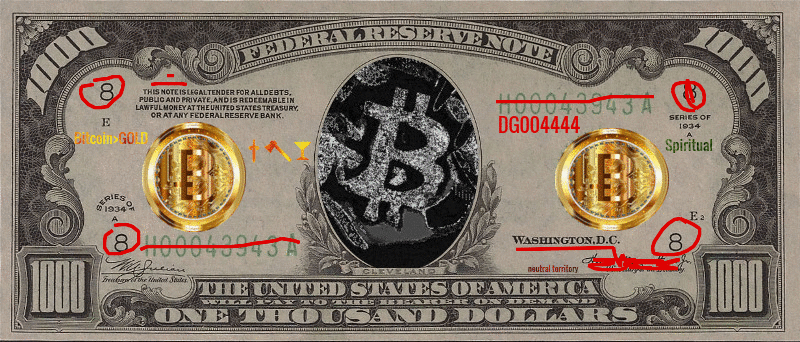 FEDERAL RESERVE NOTE
1000
1000
8
THIS NOTE IS LEGAL TENDER FOR ALL DEBTS,
PUBLIC AND PRIVATE, AND IS REDEEMABLE IN
LAWFUL MONEY AT THE UNITED STATES TREASURY,
OR AT ANY FEDERAL RESERVE BANK.
E
H00043943A
DG004444
8
SERIES OF
1934
A
Spiritual
SERIES OF
1934
A
8
H00043943A
Treasurer of the United States
CLEVELAND
WASHINGTON, D.C.
neutral territory
E2
8
1000
THE UNITED STATES OF AMERICA
WILL PAY TO THE BEARER ON DEMAND
ONE THOUSAND DOLLARS
1000